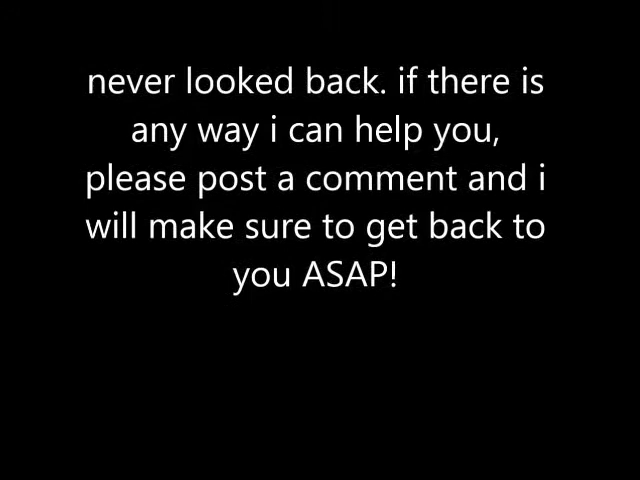 never looked back. if there is
any way i can help you,
please post a comment and i
will make sure to get back to
you ASAP!